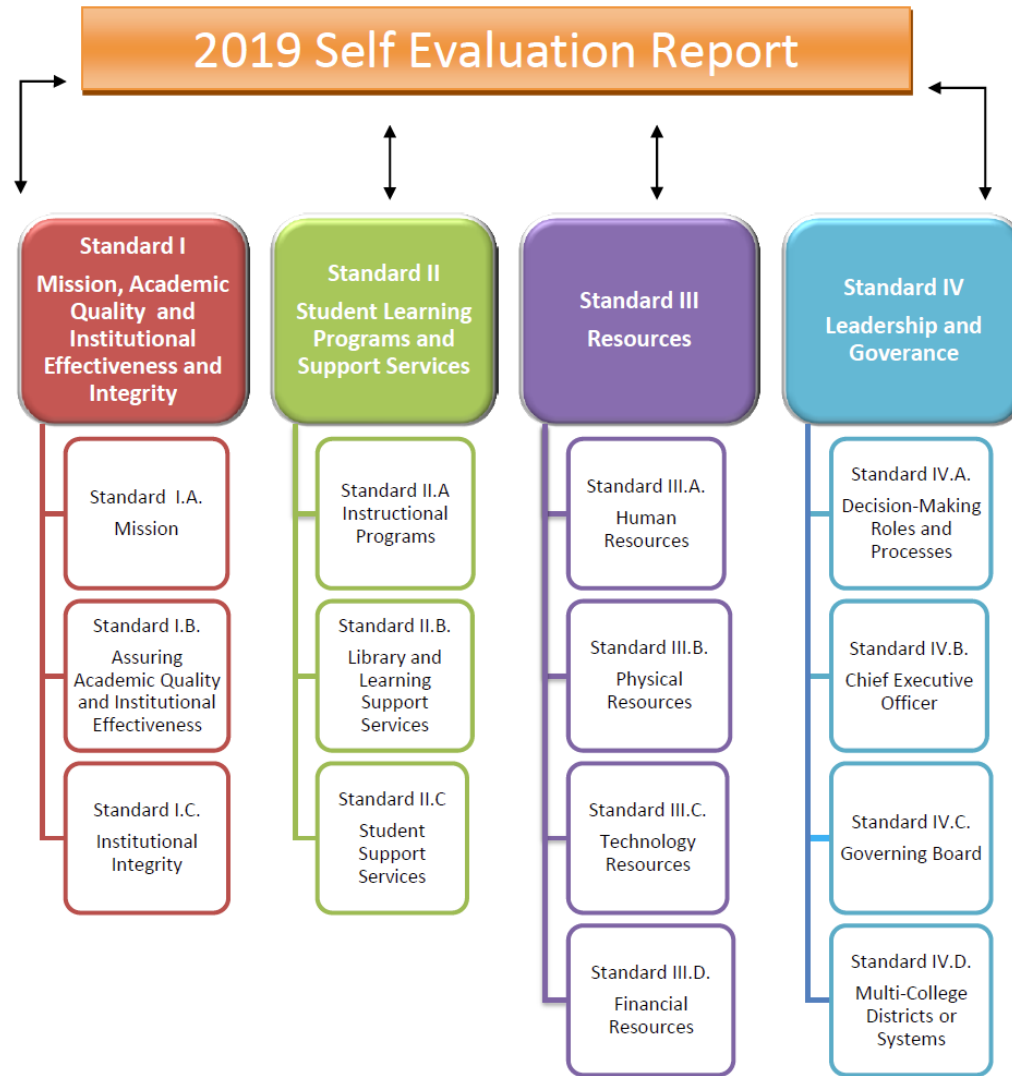 2019 Self Evaluation Report
Standard I
Mission, Academic
Quality and
Institutional
Effectiveness and
Integrity
Standard I.A.
Mission
Standard I.B.
Assuring
Academic Quality
and Institutional
Effectiveness
Standard I.C.
Institutional
Integrity
Standard II
Student Learning
Programs and
Support Services
Standard II.A
Instructional
Programs
Standard II.B.
Library and
Learning
Support
Services
Standard II.C
Student
Support
Services
Standard III
Resources
Standard III.A.
Human
Resources
Standard III.B.
Physical
Resources
Standard III.C.
Technology
Resources
Standard III.D.
Financial
Resources
Standard IV
Leadership and
Goverance
Standard IV.A.
Decision-Making
Roles and
Processes
Standard IV.B.
Chief Executive
Officer
Standard IV.C.
Governing Board
Standard IV.D.
Multi-College
Districts or
Systems